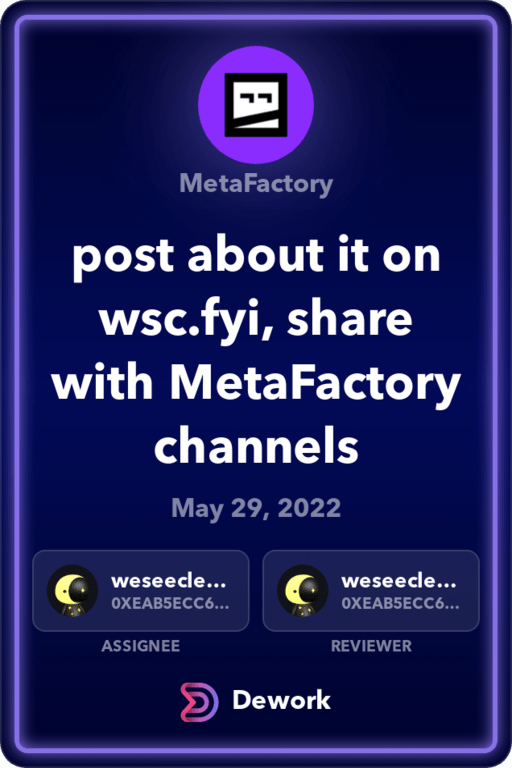 MetaFactory
post about it on
wsc.fyi, share
with MetaFactory
channels
May 29, 2022
weseecle...
0XEAB5ECC6...
ASSIGNEE
weseecle...
0XEAB5ECC6...
REVIEWER
Dework